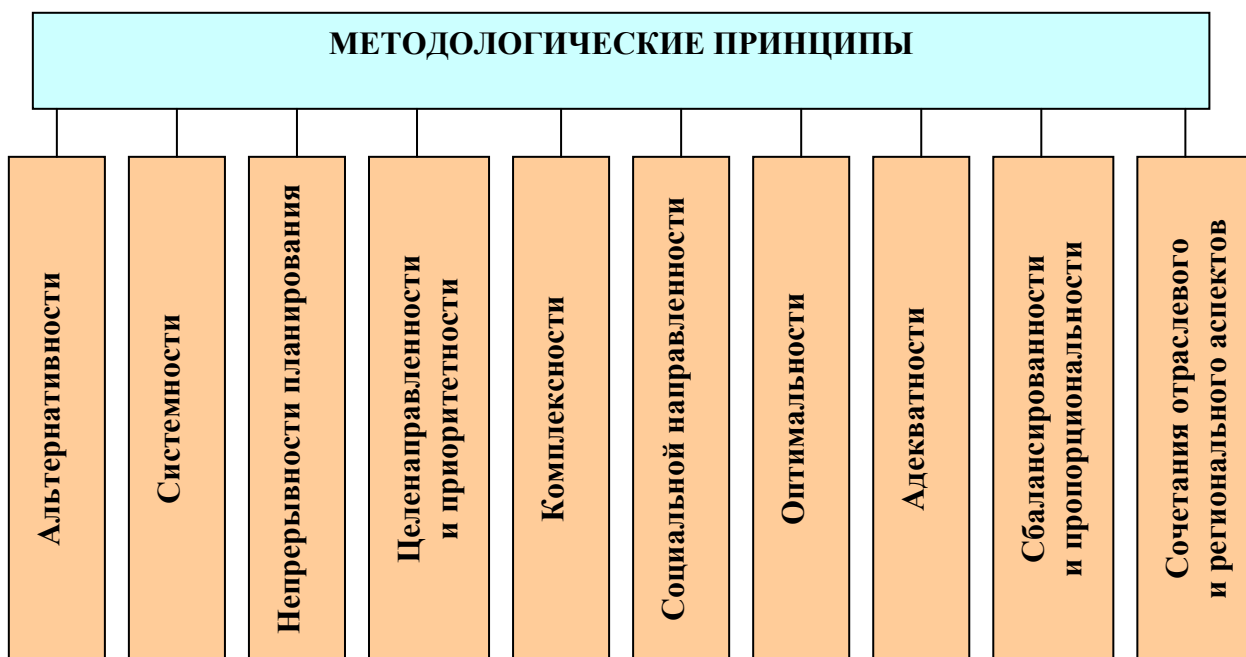 МЕТОДОЛОГИЧЕСКИЕ ПРИНЦИПЫ
Альтернативности
Системности
Непрерывности планирования
Целенаправленности
и приоритетности
Комплексности
Социальной направленности
Оптимальности
Адекватности
Сбалансированности
и пропорциональности
Сочетания отраслевого
и регионального аспектов